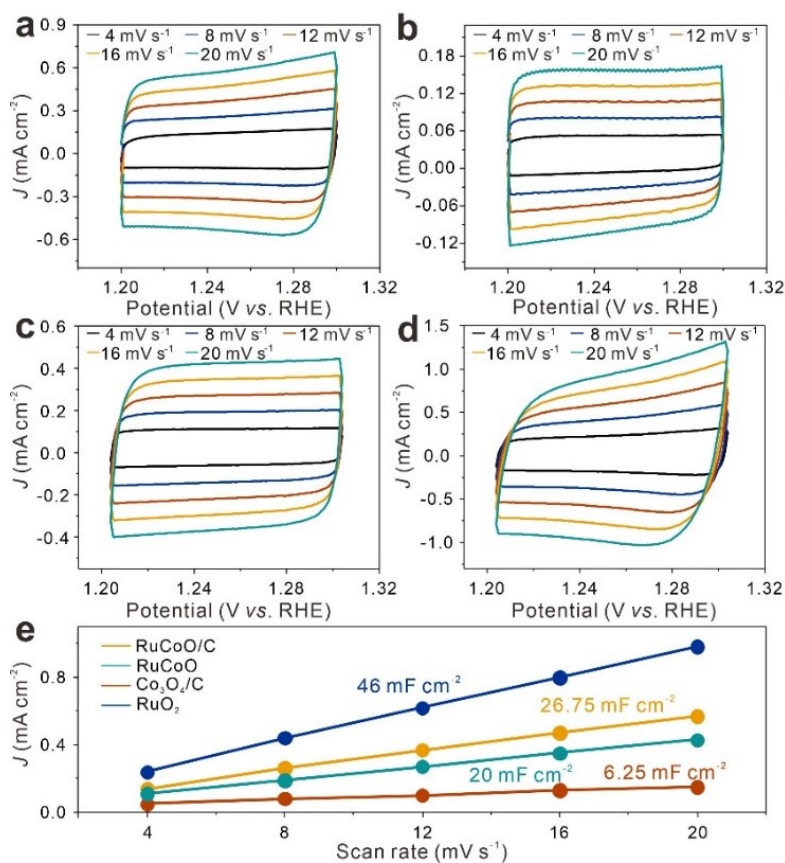 a
b
4 mV s⁻¹ 8 mV s⁻¹ 12 mV s⁻¹
16 mV s⁻¹ 20 mV s⁻¹
J (mA cm⁻²)
0.9
0.6
0.3
0.0
-0.3
-0.6
1.20 1.24 1.28 1.32
Potential (V vs. RHE)
4 mV s⁻¹ 8 mV s⁻¹ 12 mV s⁻¹
16 mV s⁻¹ 20 mV s⁻¹
J (mA cm⁻²)
0.18
0.12
0.06
0.00
-0.06
-0.12
1.20 1.24 1.28 1.32
Potential (V vs. RHE)
c
d
4 mV s⁻¹ 8 mV s⁻¹ 12 mV s⁻¹
16 mV s⁻¹ 20 mV s⁻¹
J (mA cm⁻²)
0.6
0.4
0.2
0.0
-0.2
-0.4
1.20 1.24 1.28 1.32
Potential (V vs. RHE)
4 mV s⁻¹ 8 mV s⁻¹ 12 mV s⁻¹
16 mV s⁻¹ 20 mV s⁻¹
J (mA cm⁻²)
1.5
1.0
0.5
0.0
-0.5
-1.0
1.20 1.24 1.28 1.32
Potential (V vs. RHE)
e
J (mA cm⁻²)
0.8
0.4
0.0
RuCoO/C
RuCoO
Co₃O₄/C
RuO₂
46 mF cm⁻²
26.75 mF cm⁻²
20 mF cm⁻²
6.25 mF cm⁻²
4 8 12 16 20
Scan rate (mV s⁻¹)